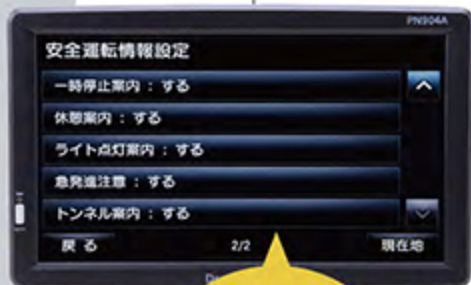 PN904A
安全運転情報設定
一時停止案内：する
休憩案内：する
ライト点灯案内：する
急発進注意：する
トンネル案内：する
戻る 2/2 現在地